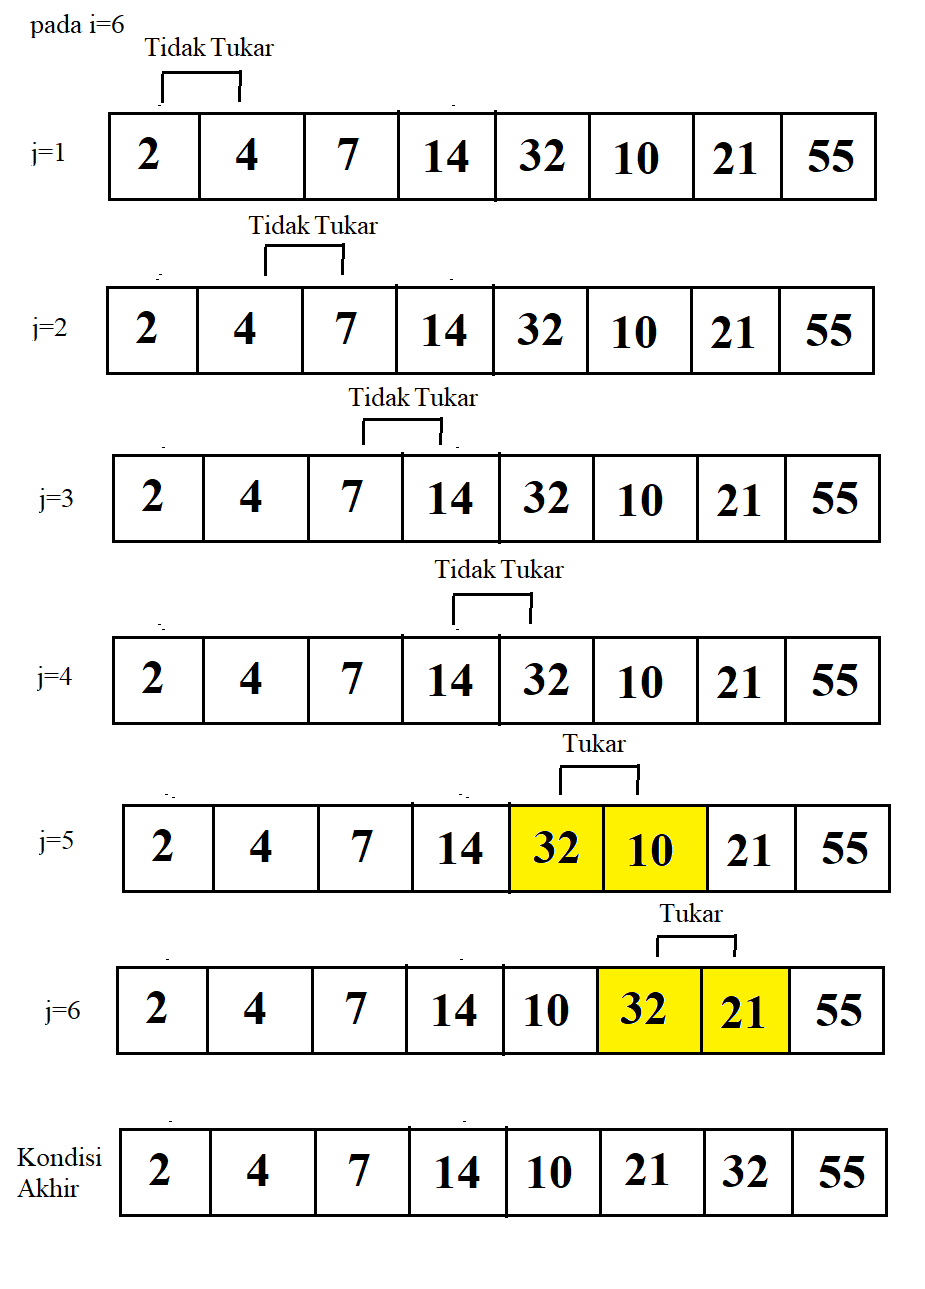 pada i=6
Tidak Tukar
j=1 2 4 7 14 32 10 21 55
Tidak Tukar
j=2 2 4 7 14 32 10 21 55
Tidak Tukar
j=3 2 4 7 14 32 10 21 55
Tidak Tukar
j=4 2 4 7 14 32 10 21 55
Tukar
j=5 2 4 7 14 32 10 21 55
Tukar
j=6 2 4 7 14 10 32 21 55
Kondisi
Akhir
2 4 7 14 10 21 32 55